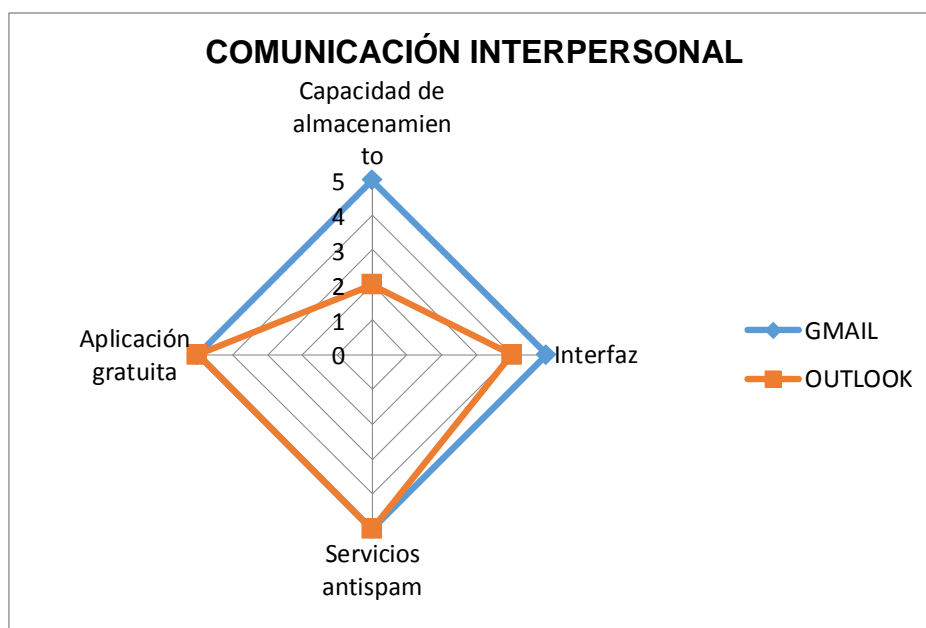 COMUNICACIÓN INTERPERSONAL
Capacidad de
almacenamien
to
5
4
3
2
1
0
Interfaz
Aplicación
gratuita
Servicios
antispam
GMAIL
OUTLOOK